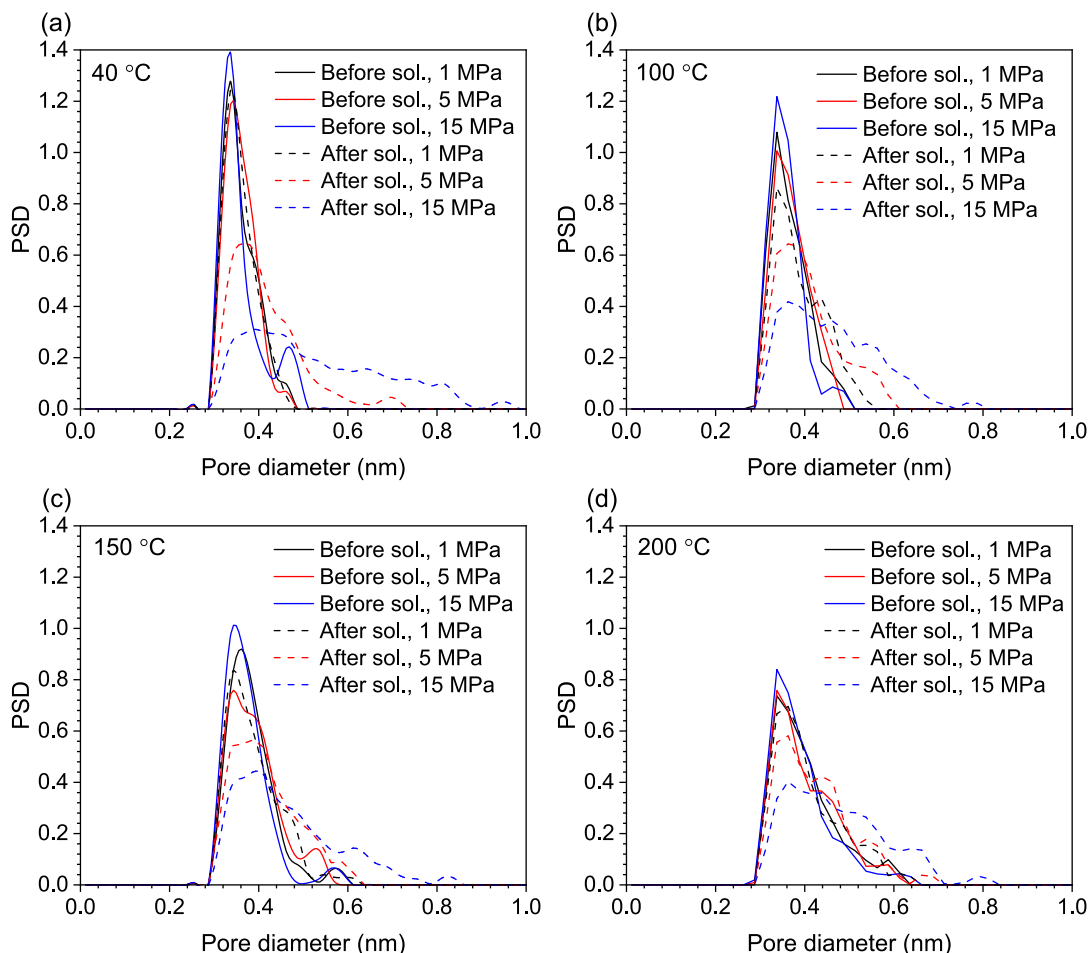 (a)
40 °C
Before sol., 1 MPa
Before sol., 5 MPa
Before sol., 15 MPa
After sol., 1 MPa
After sol., 5 MPa
After sol., 15 MPa
PSD
1.4
1.2
1.0
0.8
0.6
0.4
0.2
0.0
0.0 0.2 0.4 0.6 0.8 1.0
Pore diameter (nm)
(b)
100 °C
Before sol., 1 MPa
Before sol., 5 MPa
Before sol., 15 MPa
After sol., 1 MPa
After sol., 5 MPa
After sol., 15 MPa
PSD
1.4
1.2
1.0
0.8
0.6
0.4
0.2
0.0
0.0 0.2 0.4 0.6 0.8 1.0
Pore diameter (nm)
(c)
150 °C
Before sol., 1 MPa
Before sol., 5 MPa
Before sol., 15 MPa
After sol., 1 MPa
After sol., 5 MPa
After sol., 15 MPa
PSD
1.4
1.2
1.0
0.8
0.6
0.4
0.2
0.0
0.0 0.2 0.4 0.6 0.8 1.0
Pore diameter (nm)
(d)
200 °C
Before sol., 1 MPa
Before sol., 5 MPa
Before sol., 15 MPa
After sol., 1 MPa
After sol., 5 MPa
After sol., 15 MPa
PSD
1.4
1.2
1.0
0.8
0.6
0.4
0.2
0.0
0.0 0.2 0.4 0.6 0.8 1.0
Pore diameter (nm)